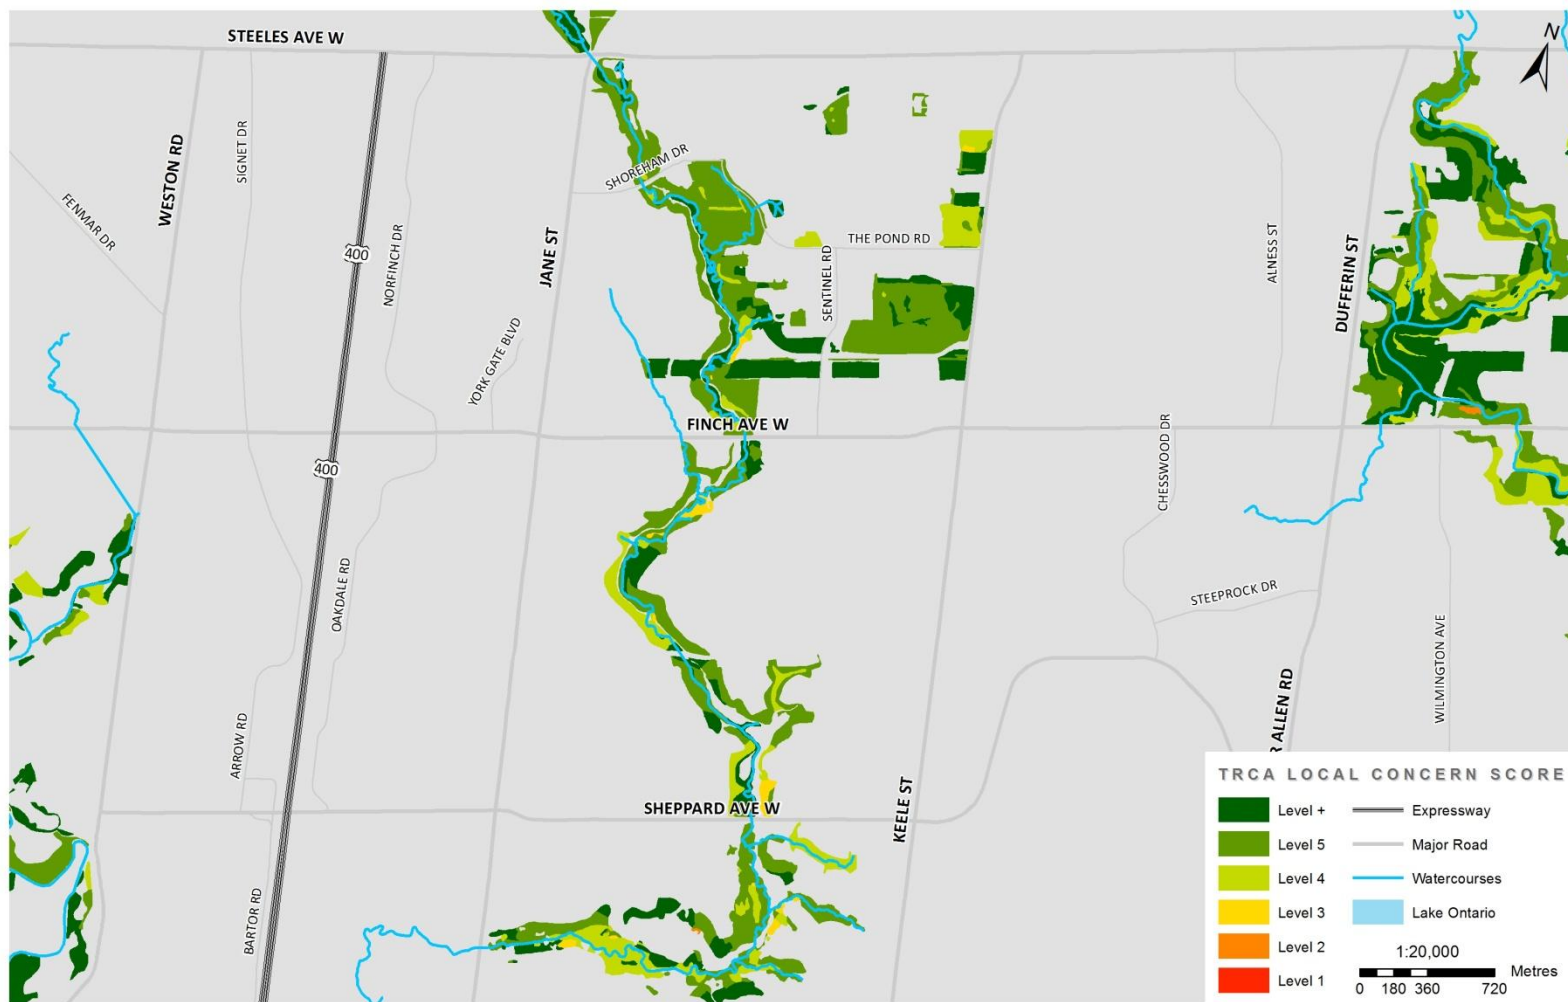 N
STEELES AVE W
WESTON RD
SIGNET DR
FENMAR DR
400
NORFINCH DR
JANE ST
SHOREHAM DR
THE POND RD
SENTINEL RD
YORK GATE BLVD
ALNESS ST
DUFFERIN ST
FINCH AVE W
400
CHESSWOOD DR
OAKDALE RD
STEEPROCK DR
WILMINGTON AVE
R ALLEN RD
ARROW RD
SHEPPARD AVE W
KEELE ST
BARTOR RD
TRCA LOCAL CONCERN SCORE
Level +
Level 5
Level 4
Level 3
Level 2
Level 1
Expressway
Major Road
Watercourses
Lake Ontario
1:20,000
Metres
0 180 360 720